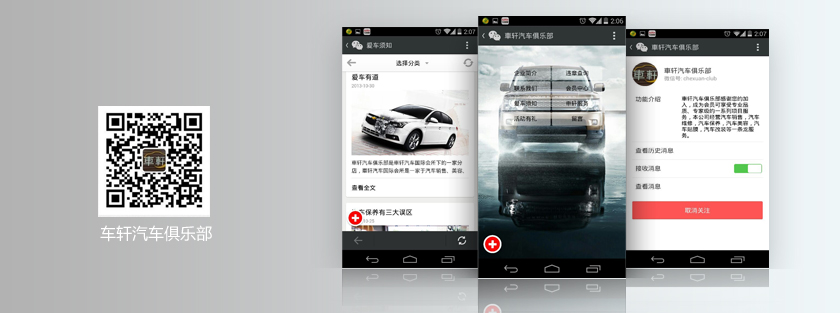 車轩
车轩汽车俱乐部
2:07
爱车须知
选择分类
爱车有道
2013-10-30
車轩汽车俱乐部是車轩汽车国际会所下的一家分
店，車轩汽车国际会所是一家于汽车销售、美容、
查看全文
车保养有三大误区
2:06
車轩汽车俱乐部
企业简介
违章查询
联系我们
会员中心
爱车须知
車轩服务
活动有礼
留言
2:07
車轩汽车俱乐部
車軒
車轩汽车俱乐部
微信号: chexuan-club
功能介绍
車轩汽车俱乐部感谢您的加
入，成为会员可享受专业品
质、专家级的一系列项目服
务，本公司经营汽车销售，汽车
维修，汽车保养，汽车美容，汽
车贴膜，汽车改装等一条龙服
务。
查看历史消息
接收消息
查看消息
取消关注